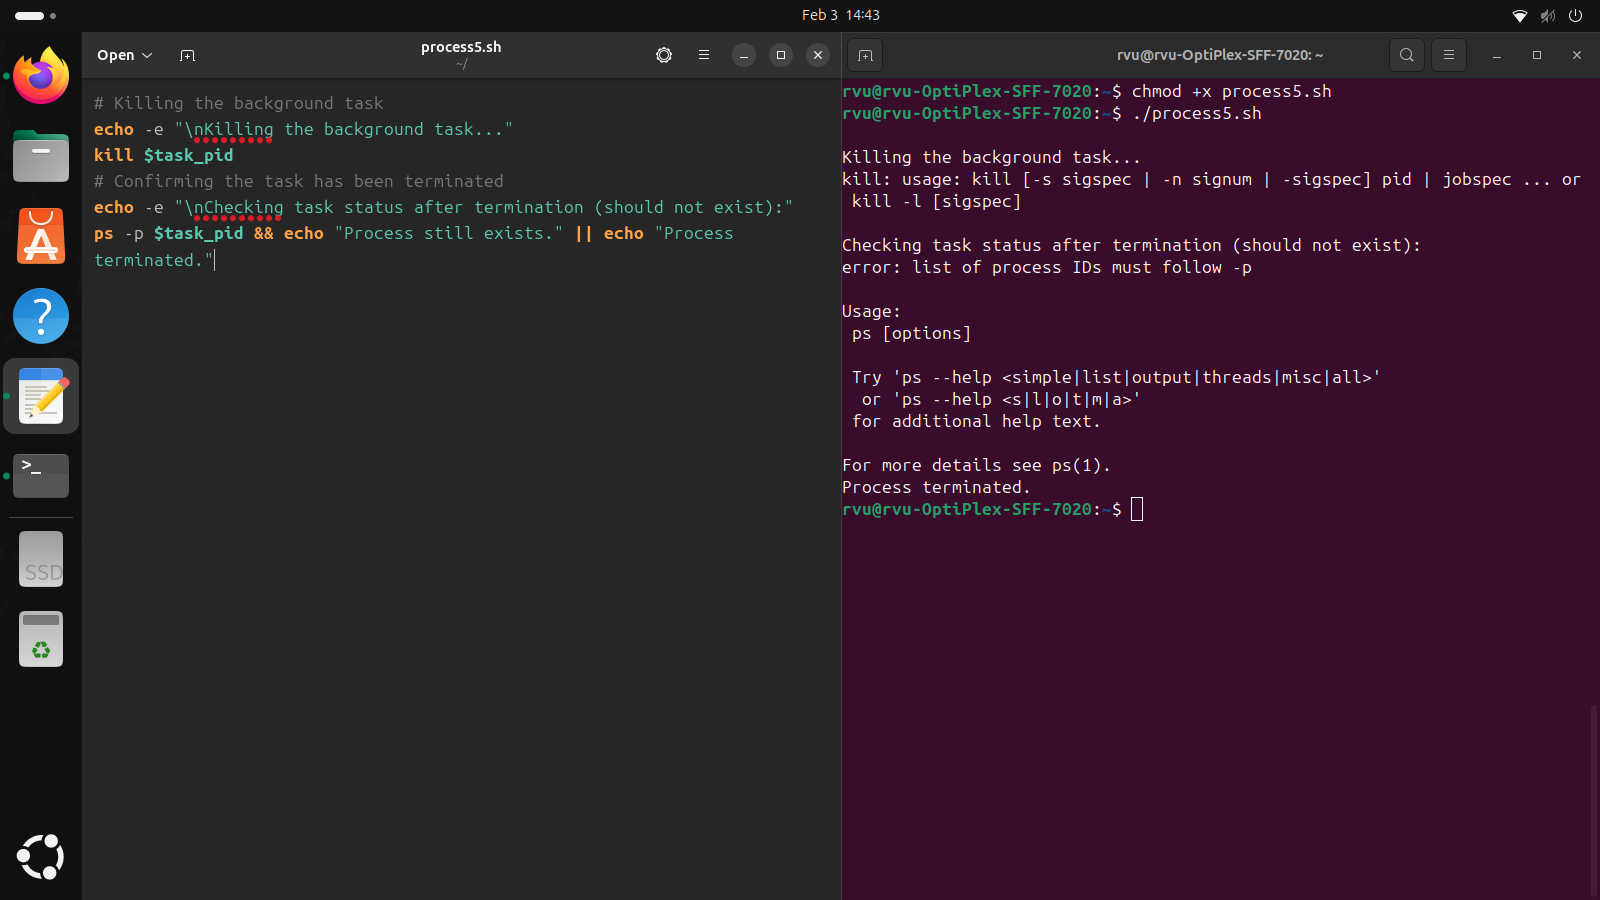 Feb 3 14:43
Open
process5.sh
~/
# Killing the background task
echo -e "\nKilling the background task..."
kill $task_pid
# Confirming the task has been terminated
echo -e "\nChecking task status after termination (should not exist):"
ps -p $task_pid && echo "Process still exists." || echo "Process
terminated."
rvu@rvu-OptiPlex-SFF-7020: ~
rvu@rvu-OptiPlex-SFF-7020:~$ chmod +x process5.sh
rvu@rvu-OptiPlex-SFF-7020:~$ ./process5.sh
Killing the background task...
kill: usage: kill [-s sigspec | -n signum | -sigspec] pid | jobspec ... or
kill -l [sigspec]
Checking task status after termination (should not exist):
error: list of process IDs must follow -p
Usage:
ps [options]
Try 'ps --help <simple|list|output|threads|misc|all>'
or 'ps --help <s|l|o|t|m|a>'
for additional help text.
For more details see ps(1).
Process terminated.
rvu@rvu-OptiPlex-SFF-7020:~$
SSD